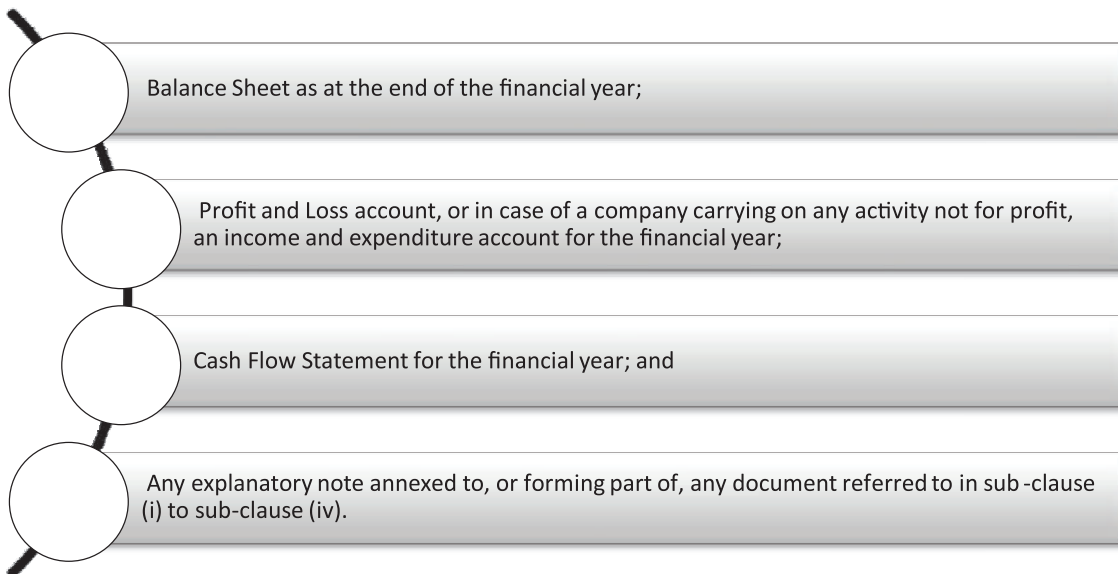 Balance Sheet as at the end of the financial year;
Profit and Loss account, or in case of a company carrying on any activity not for profit,
an income and expenditure account for the financial year;
Cash Flow Statement for the financial year; and
Any explanatory note annexed to, or forming part of, any document referred to in sub -clause
(i) to sub-clause (iv).